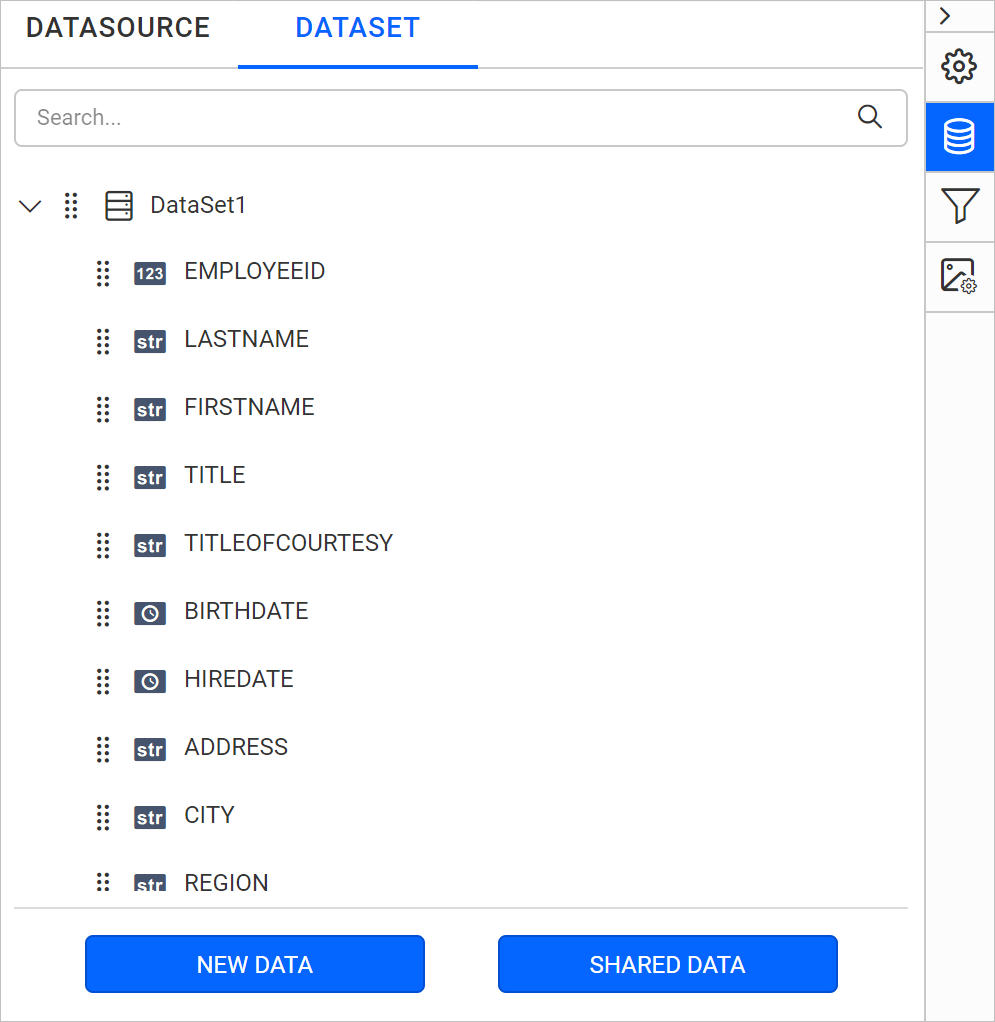 DATASOURCE DATASET
Search...
DataSet1
123 EMPLOYEEID
str LASTNAME
str FIRSTNAME
str TITLE
str TITLEOFCOURTESY
BIRTHDATE
HIREDATE
str ADDRESS
str CITY
str REGION
NEW DATA SHARED DATA